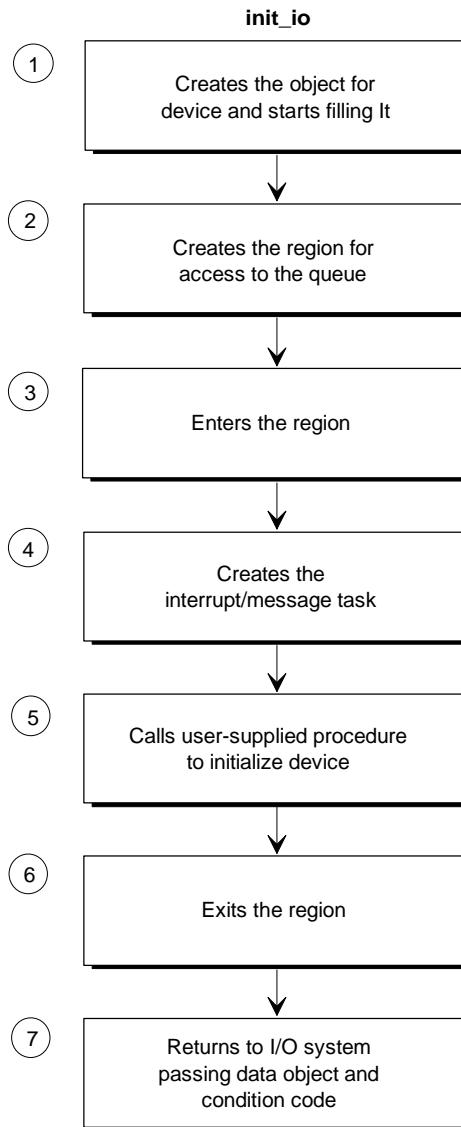 init_io
1
Creates the object for
device and starts filling It
2
Creates the region for
access to the queue
3
Enters the region
4
Creates the
interrupt/message task
5
Calls user-supplied procedure
to initialize device
6
Exits the region
7
Returns to I/O system
passing data object and
condition code